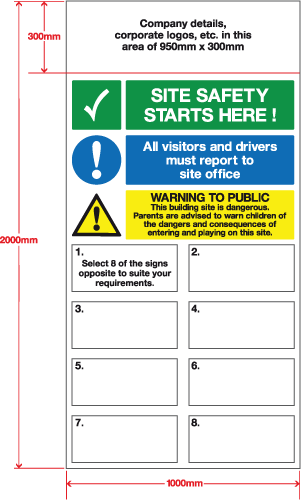 Company details,
corporate logos, etc. in this
area of 950mm x 300mm
300mm
SITE SAFETY
STARTS HERE !
All visitors and drivers
must report to
site office
WARNING TO PUBLIC
This building site is dangerous.
Parents are advised to warn children of
the dangers and consequences of
entering and playing on this site.
2000mm
1.
Select 8 of the signs
opposite to suite your
requirements.
2.
3.
4.
5.
6.
7.
8.
1000mm